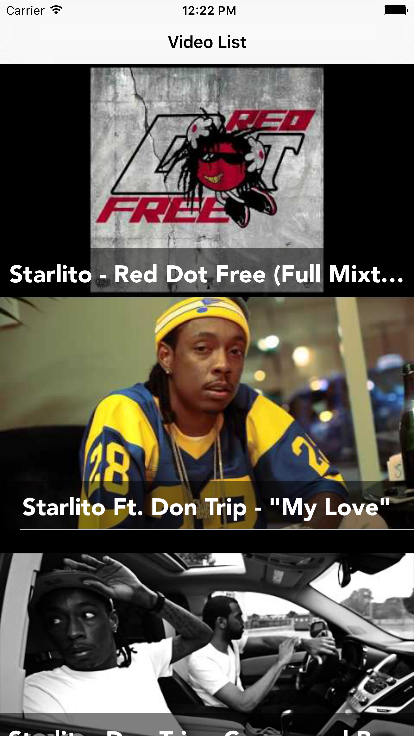 Carrier 12:22 PM
Video List
RED
DOT
FREE
Starlito - Red Dot Free (Full Mixt...
28 2
Starlito Ft. Don Trip - "My Love"